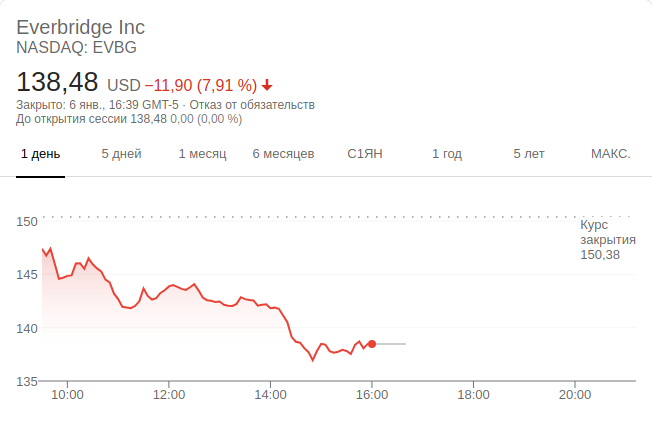 Everbridge Inc
NASDAQ: EVBG
138,48 USD −11,90 (7,91 %)
Закрыто: 6 янв., 16:39 GMT-5 · Отказ от обязательств
До открытия сессии 138,48 0,00 (0,00 %)
1 день 5 дней 1 месяц 6 месяцев С1ЯН 1 год 5 лет МАКС.
150
Курс
закрытия
150,38
145
140
135
10:00 12:00 14:00 16:00 18:00 20:00